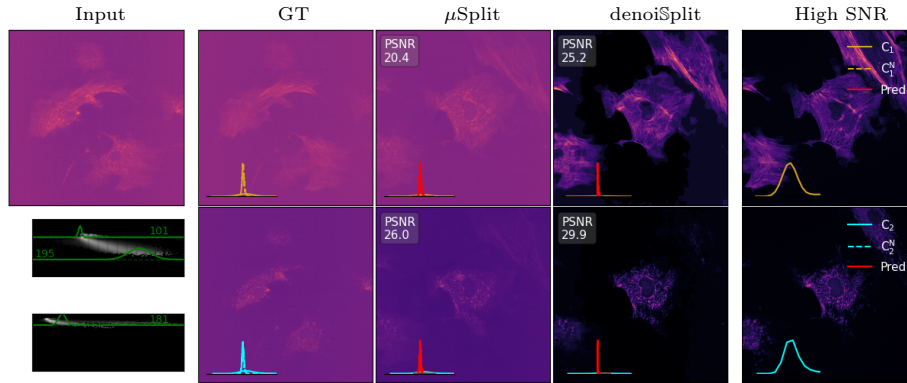 Input GT μSplit denoi𝕊plit High SNR
PSNR
20.4
PSNR
25.2
C₁
C₁ᴺ
Pred
101
195
181
PSNR
26.0
PSNR
29.9
C₂
C₂ᴺ
Pred